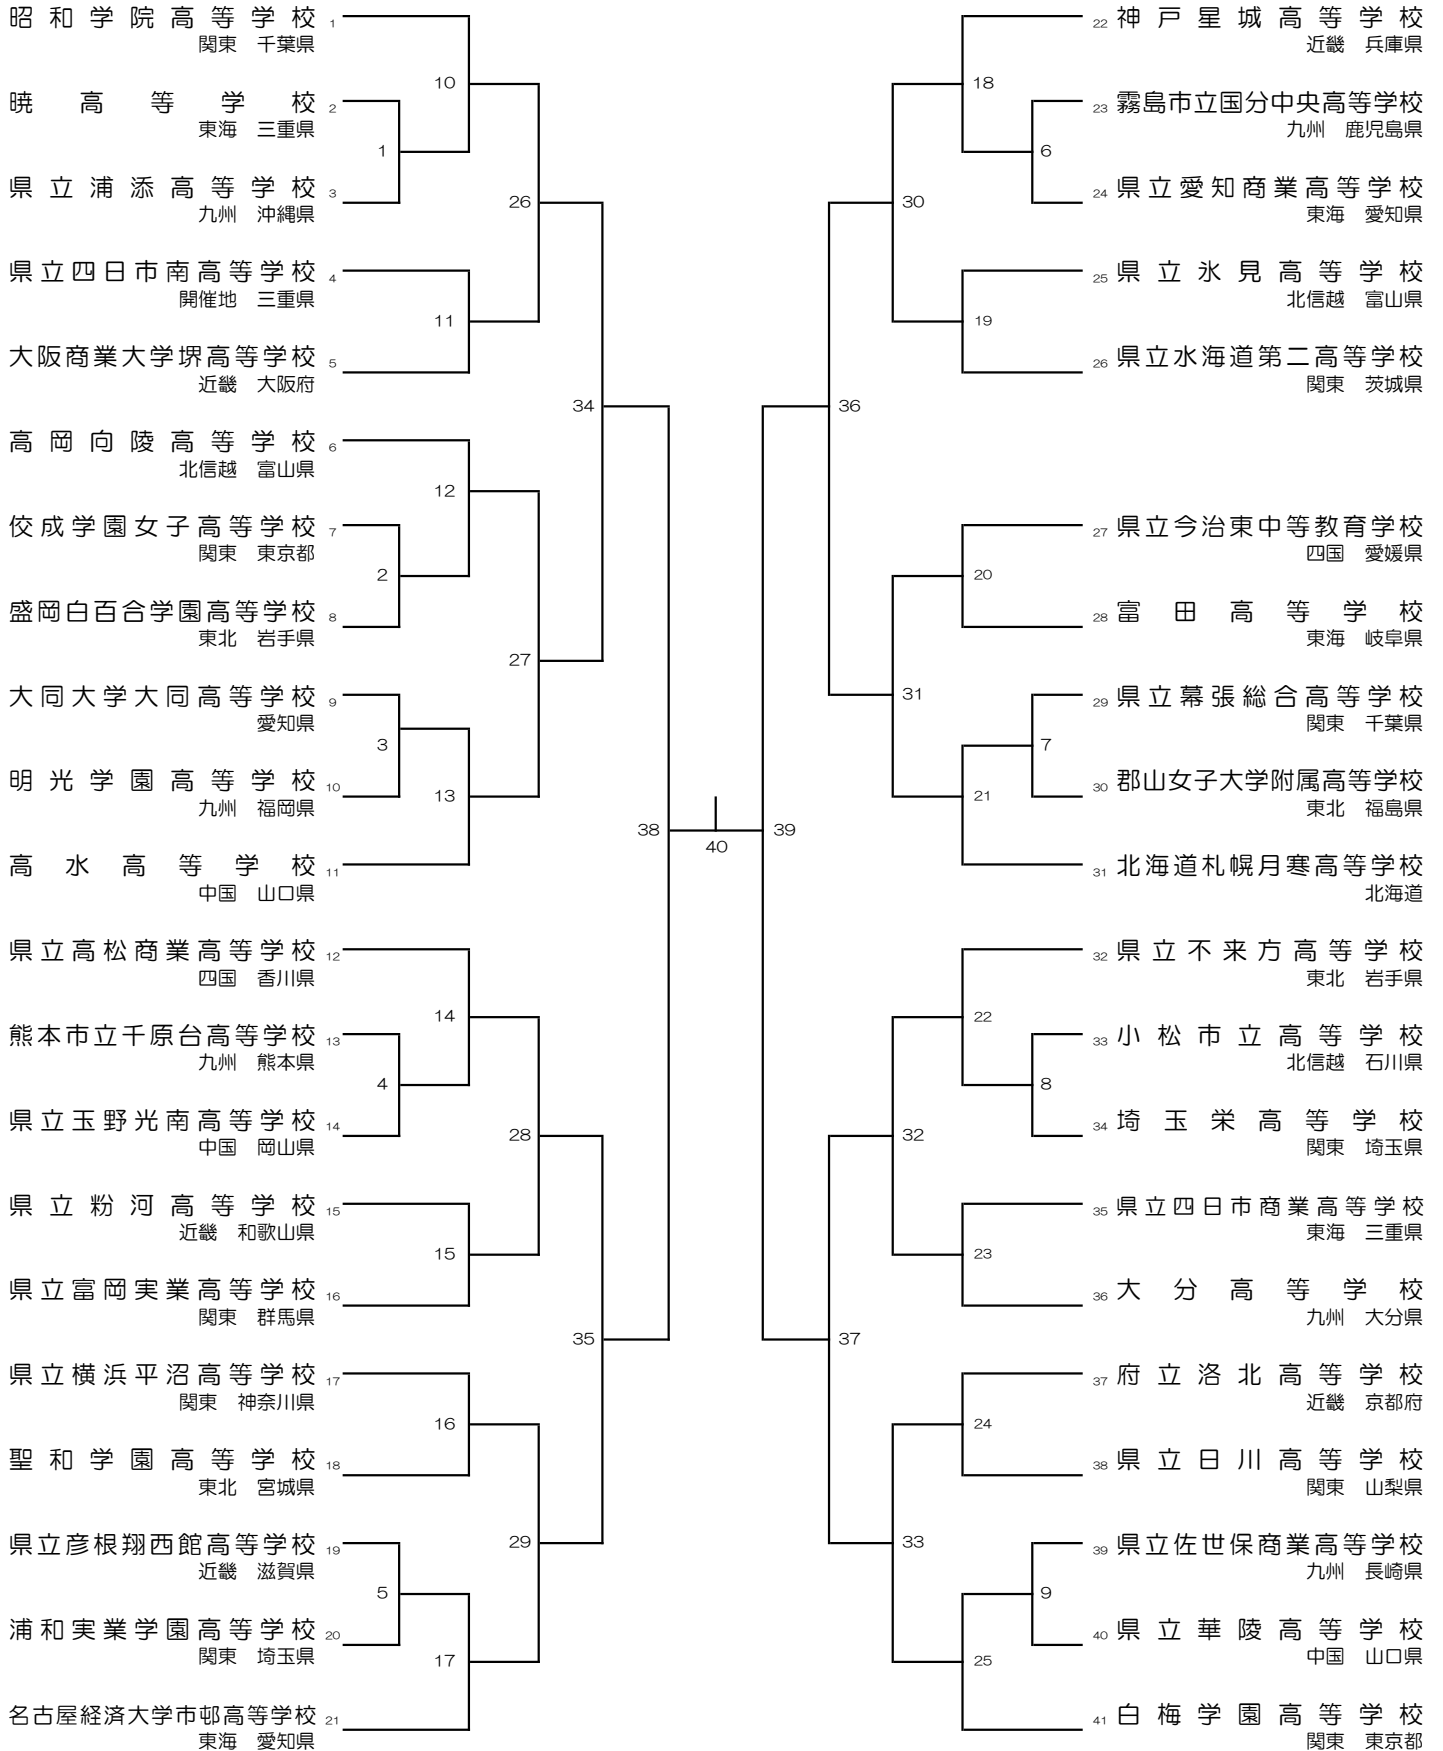 昭和学院高等学校 1
関東 千葉県
暁高等学校 2
東海 三重県
県立浦添高等学校 3
九州 沖縄県
県立四日市南高等学校 4
開催地 三重県
大阪商業大学堺高等学校 5
近畿 大阪府
高岡向陵高等学校 6
北信越 富山県
佼成学園女子高等学校 7
関東 東京都
盛岡白百合学園高等学校 8
東北 岩手県
大同大学大同高等学校 9
愛知県
明光学園高等学校 10
九州 福岡県
高水高等学校 11
中国 山口県
県立高松商業高等学校 12
四国 香川県
熊本市立千原台高等学校 13
九州 熊本県
県立玉野光南高等学校 14
中国 岡山県
県立粉河高等学校 15
近畿 和歌山県
県立富岡実業高等学校 16
関東 群馬県
県立横浜平沼高等学校 17
関東 神奈川県
聖和学園高等学校 18
東北 宮城県
県立彦根翔西館高等学校 19
近畿 滋賀県
浦和実業学園高等学校 20
関東 埼玉県
名古屋経済大学市邨高等学校 21
東海 愛知県
1
2
3
4
5
10
11
12
13
14
15
16
17
26
27
28
29
34
35
38
40
39
36
37
30
31
32
33
18
19
20
21
22
23
24
25
6
7
8
9
22 神戸星城高等学校
近畿 兵庫県
23 霧島市立国分中央高等学校
九州 鹿児島県
24 県立愛知商業高等学校
東海 愛知県
25 県立氷見高等学校
北信越 富山県
26 県立水海道第二高等学校
関東 茨城県
27 県立今治東中等教育学校
四国 愛媛県
28 富田高等学校
東海 岐阜県
29 県立幕張総合高等学校
関東 千葉県
30 郡山女子大学附属高等学校
東北 福島県
31 北海道札幌月寒高等学校
北海道
32 県立不来方高等学校
東北 岩手県
33 小松市立高等学校
北信越 石川県
34 埼玉栄高等学校
関東 埼玉県
35 県立四日市商業高等学校
東海 三重県
36 大分高等学校
九州 大分県
37 府立洛北高等学校
近畿 京都府
38 県立日川高等学校
関東 山梨県
39 県立佐世保商業高等学校
九州 長崎県
40 県立華陵高等学校
中国 山口県
41 白梅学園高等学校
関東 東京都